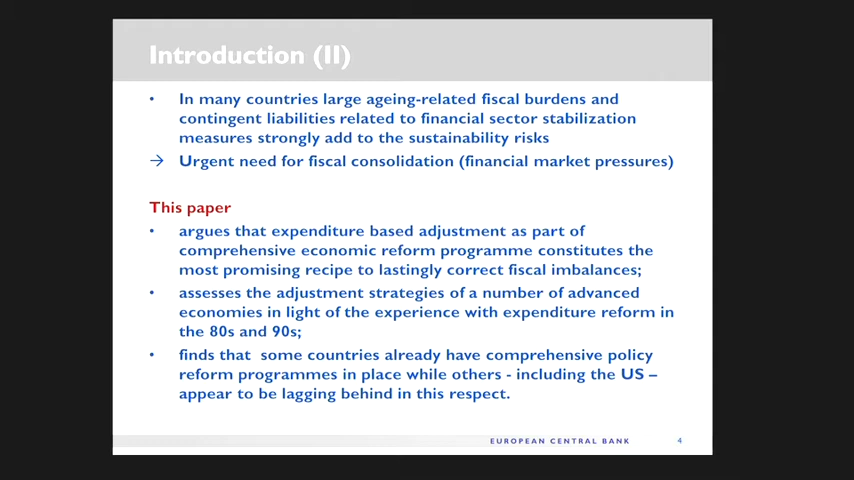 Introduction (II)
• In many countries large ageing-related fiscal burdens and
contingent liabilities related to financial sector stabilization
measures strongly add to the sustainability risks
→ Urgent need for fiscal consolidation (financial market pressures)
This paper
• argues that expenditure based adjustment as part of
comprehensive economic reform programme constitutes the
most promising recipe to lastingly correct fiscal imbalances;
• assesses the adjustment strategies of a number of advanced
economies in light of the experience with expenditure reform in
the 80s and 90s;
• finds that some countries already have comprehensive policy
reform programmes in place while others - including the US –
appear to be lagging behind in this respect.
EUROPEAN CENTRAL BANK 4